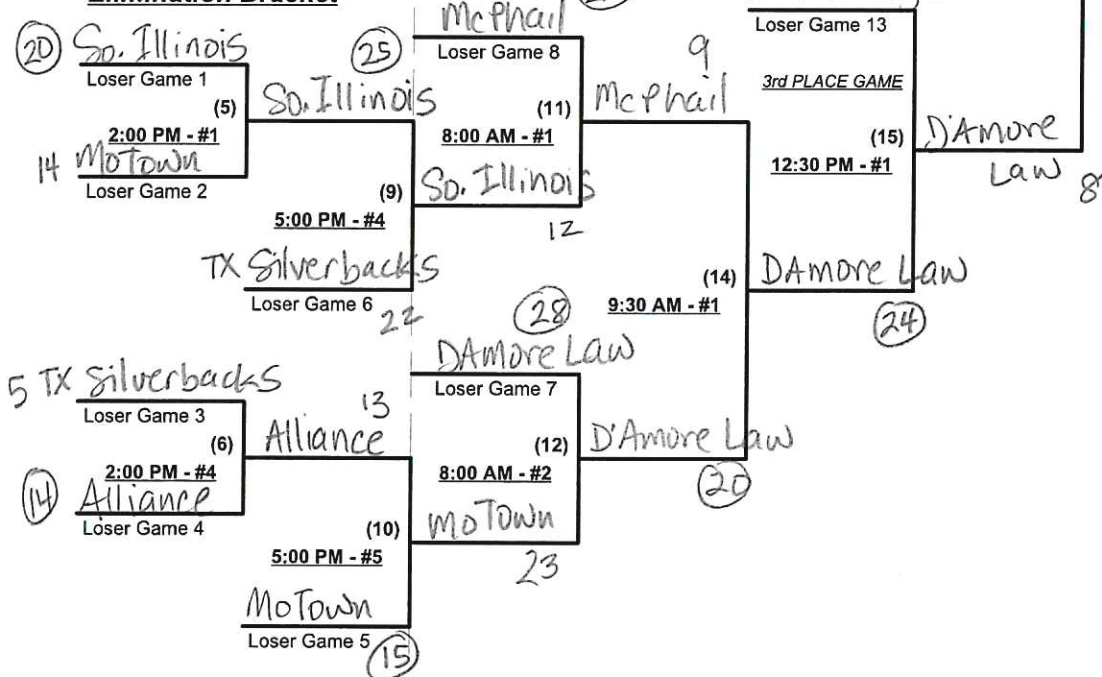 Elimination Bracket
McPhail
Loser Game 8
Loser Game 13
20 So. Illinois
Loser Game 1
(5)
2:00 PM - #1
14 MoTown
Loser Game 2
25
So. Illinois
(9)
5:00 PM - #4
TX Silverbacks
Loser Game 6
22
(11)
8:00 AM - #1
So. Illinois
12
9
McPhail
3rd PLACE GAME
(15)
12:30 PM - #1
D'Amore
Law
8
(14)
9:30 AM - #1
DAmore Law
24
5 TX Silverbacks
Loser Game 3
(6)
2:00 PM - #4
14 Alliance
Loser Game 4
13
Alliance
(10)
5:00 PM - #5
MoTown
Loser Game 5
15
28
DAmore Law
Loser Game 7
(12)
8:00 AM - #2
MoTown
23
D'Amore Law
20